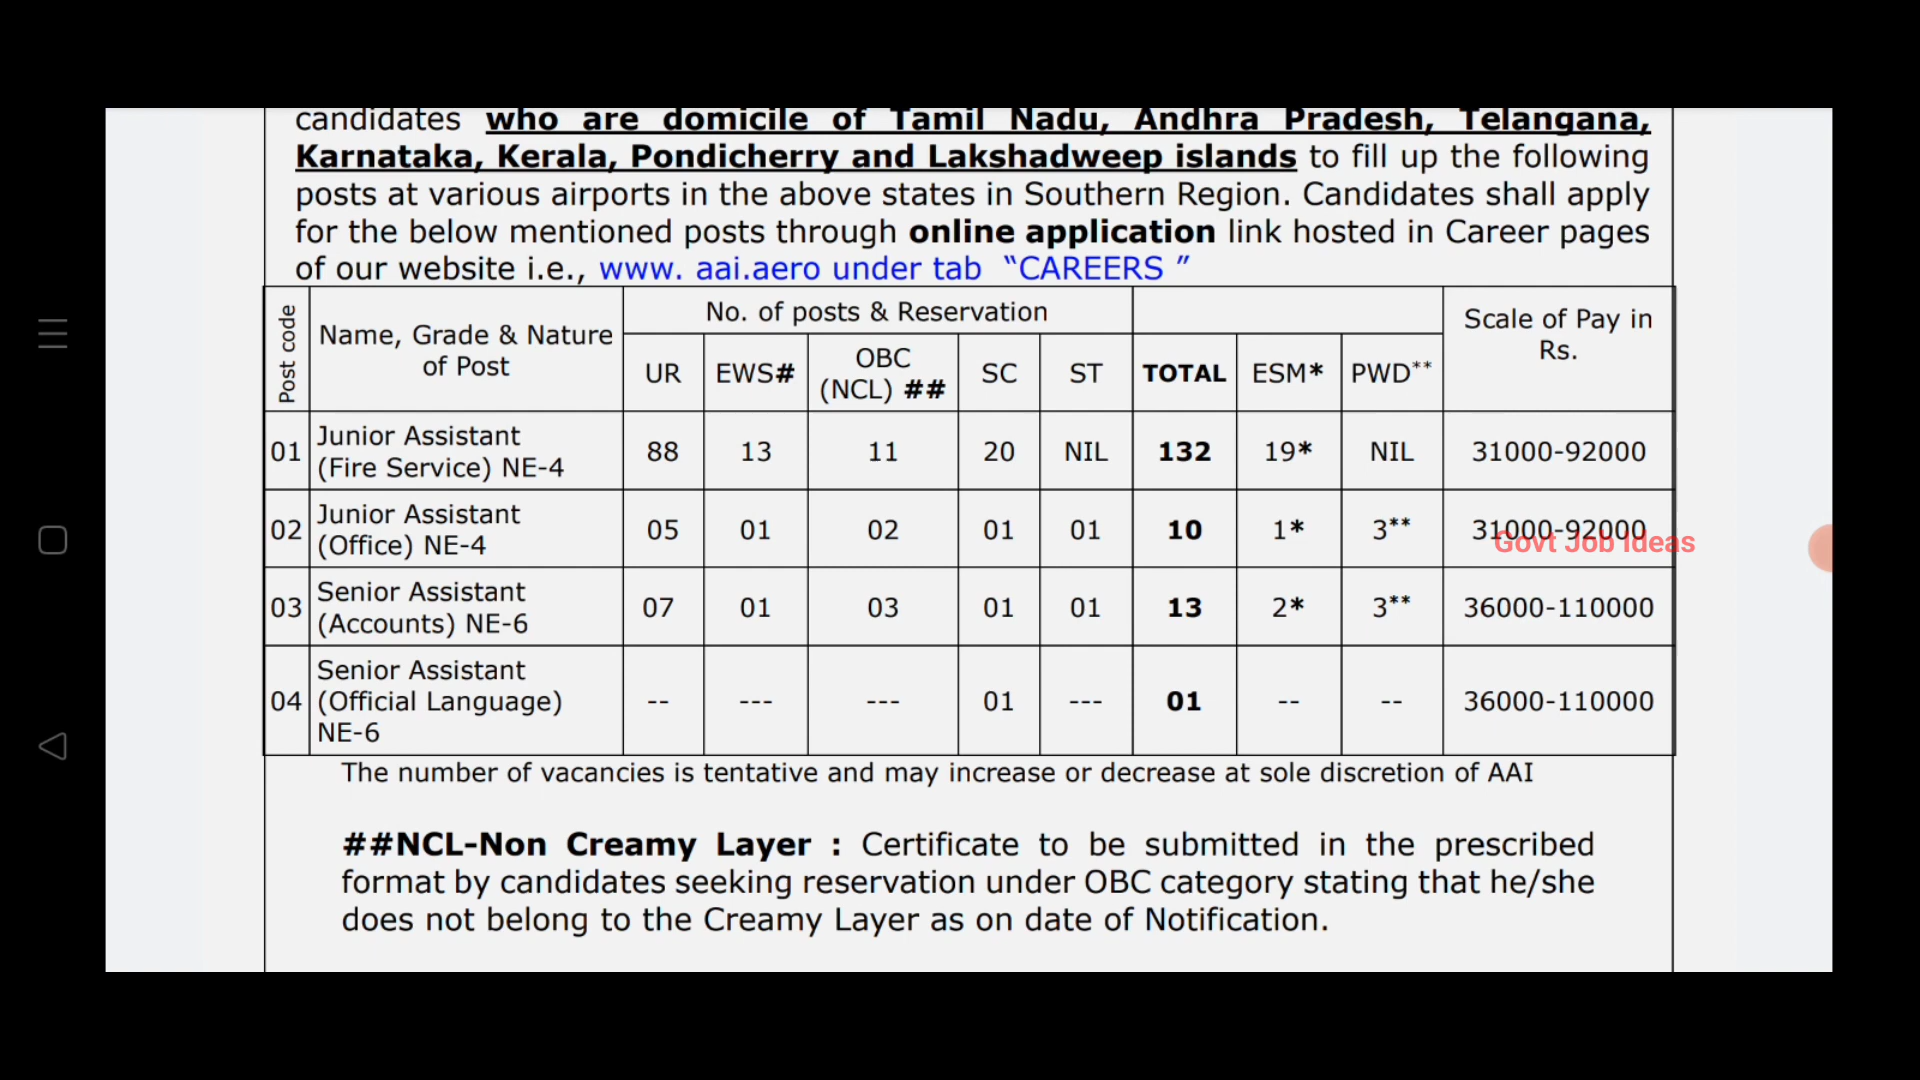 candidates who are domicile of Tamil Nadu, Andhra Pradesh, Telangana,
Karnataka, Kerala, Pondicherry and Lakshadweep islands to fill up the following
posts at various airports in the above states in Southern Region. Candidates shall apply
for the below mentioned posts through online application link hosted in Career pages
of our website i.e., www. aai.aero under tab “CAREERS ”
Post code
Name, Grade & Nature
of Post
No. of posts & Reservation
Scale of Pay in
Rs.
UR EWS# OBC
(NCL) ## SC ST TOTAL ESM* PWD**
01 Junior Assistant
(Fire Service) NE-4 88 13 11 20 NIL 132 19* NIL 31000-92000
02 Junior Assistant
(Office) NE-4 05 01 02 01 01 10 1* 3** 31000-92000
Govt Job Ideas
03 Senior Assistant
(Accounts) NE-6 07 01 03 01 01 13 2* 3** 36000-110000
04 Senior Assistant
(Official Language)
NE-6 -- --- --- 01 --- 01 -- -- 36000-110000
The number of vacancies is tentative and may increase or decrease at sole discretion of AAI
##NCL-Non Creamy Layer : Certificate to be submitted in the prescribed
format by candidates seeking reservation under OBC category stating that he/she
does not belong to the Creamy Layer as on date of Notification.